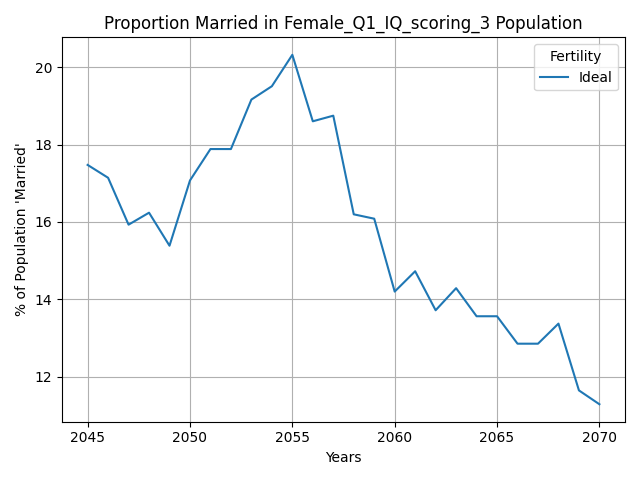 Proportion Married in Female_Q1_IQ_scoring_3 Population
Fertility
Ideal
% of Population 'Married'
20
18
16
14
12
2045
2050
2055
2060
2065
2070
Years